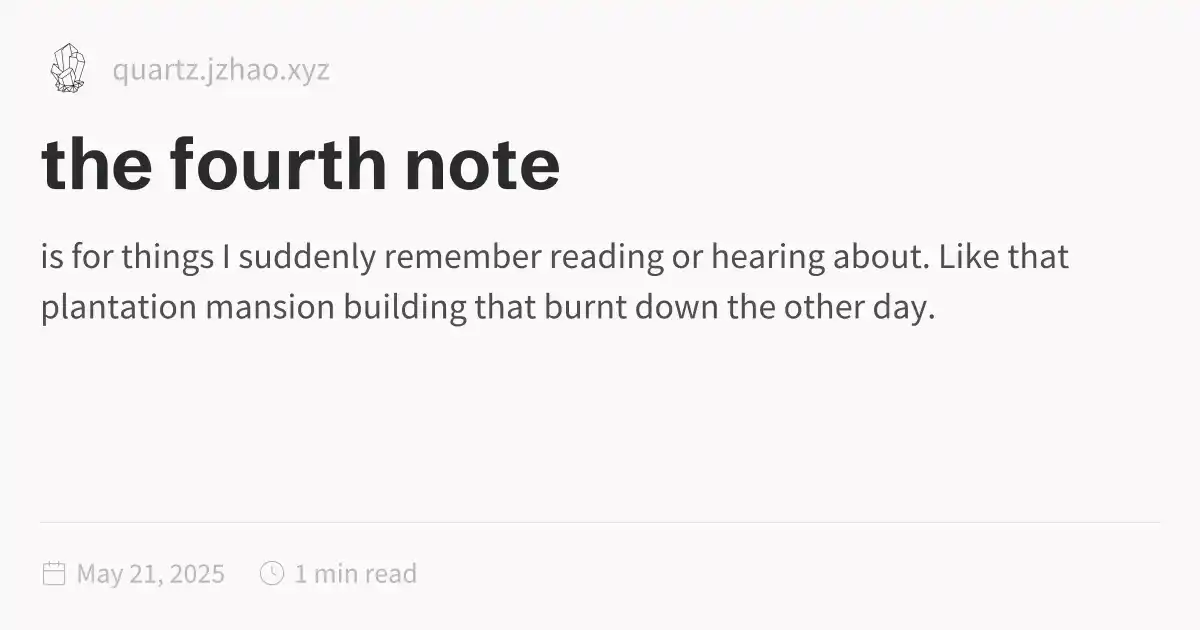 quartz.jzhao.xyz
the fourth note
is for things I suddenly remember reading or hearing about. Like that
plantation mansion building that burnt down the other day.
May 21, 2025 1 min read